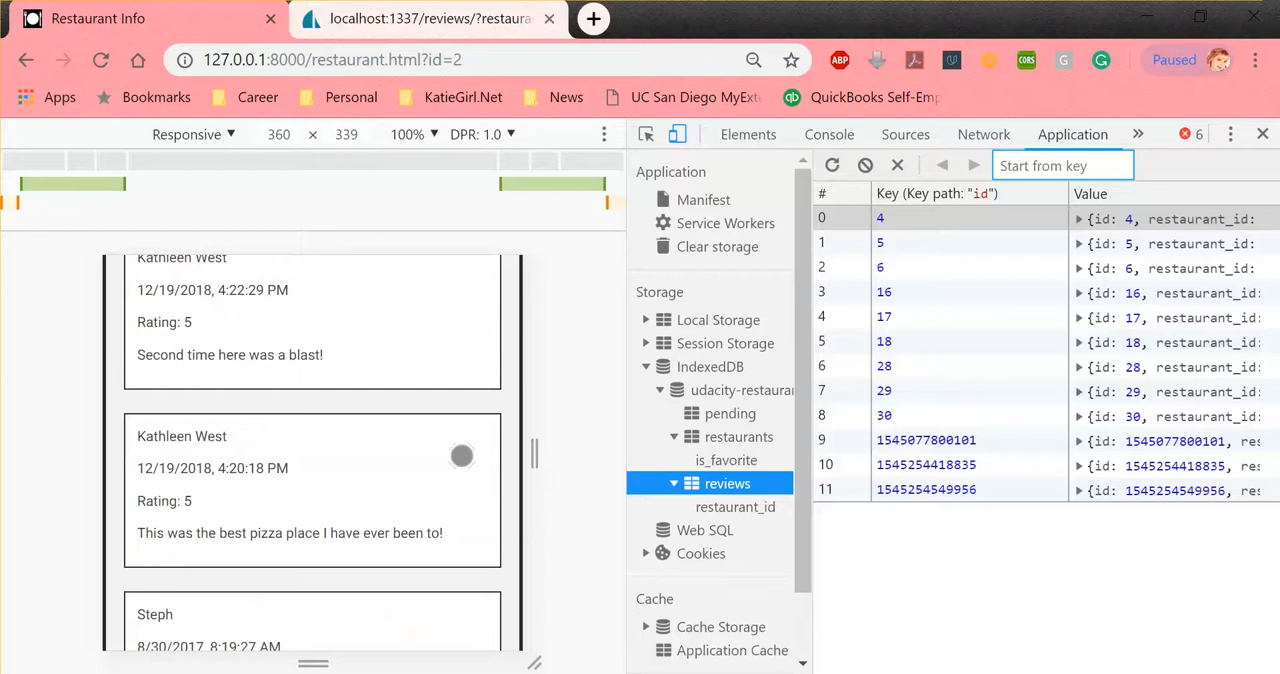 Restaurant Info
localhost:1337/reviews/?restaura
127.0.0.1:8000/restaurant.html?id=2
ABP
CORS
G
Paused
Apps
Bookmarks
Career
Personal
KatieGirl.Net
News
UC San Diego MyExt
qb QuickBooks Self-Emp
Responsive 360 × 339 100% DPR: 1.0
Elements Console Sources Network Application » 6
Kathleen West
12/19/2018, 4:22:29 PM
Rating: 5
Second time here was a blast!
Kathleen West
12/19/2018, 4:20:18 PM
Rating: 5
This was the best pizza place I have ever been to!
Steph
8/30/2017, 8:19:27 AM
Application
Manifest
Service Workers
Clear storage
Storage
Local Storage
Session Storage
IndexedDB
udacity-restaurar
pending
restaurants
is_favorite
reviews
restaurant_id
Web SQL
Cookies
Cache
Cache Storage
Application Cache
Start from key
# Key (Key path: "id") Value
0 4 {id: 4, restaurant_id:
1 5 {id: 5, restaurant_id:
2 6 {id: 6, restaurant_id:
3 16 {id: 16, restaurant_id:
4 17 {id: 17, restaurant_id:
5 18 {id: 18, restaurant_id:
6 28 {id: 28, restaurant_id:
7 29 {id: 29, restaurant_id:
8 30 {id: 30, restaurant_id:
9 1545077800101 {id: 1545077800101, res
10 1545254418835 {id: 1545254418835, res
11 1545254549956 {id: 1545254549956, res